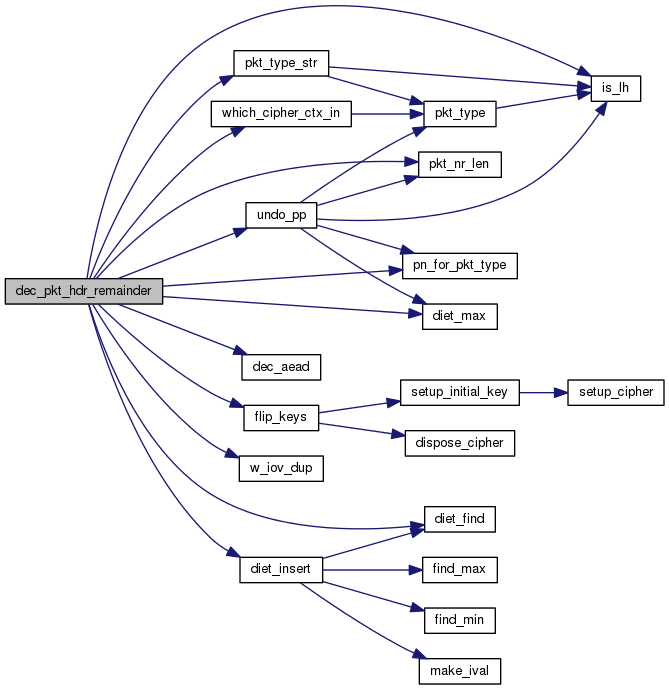 pkt_type_str
is_lh
which_cipher_ctx_in
pkt_type
pkt_nr_len
undo_pp
pn_for_pkt_type
dec_pkt_hdr_remainder
diet_max
dec_aead
setup_initial_key
setup_cipher
flip_keys
dispose_cipher
w_iov_dup
diet_find
diet_insert
find_max
find_min
make_ival